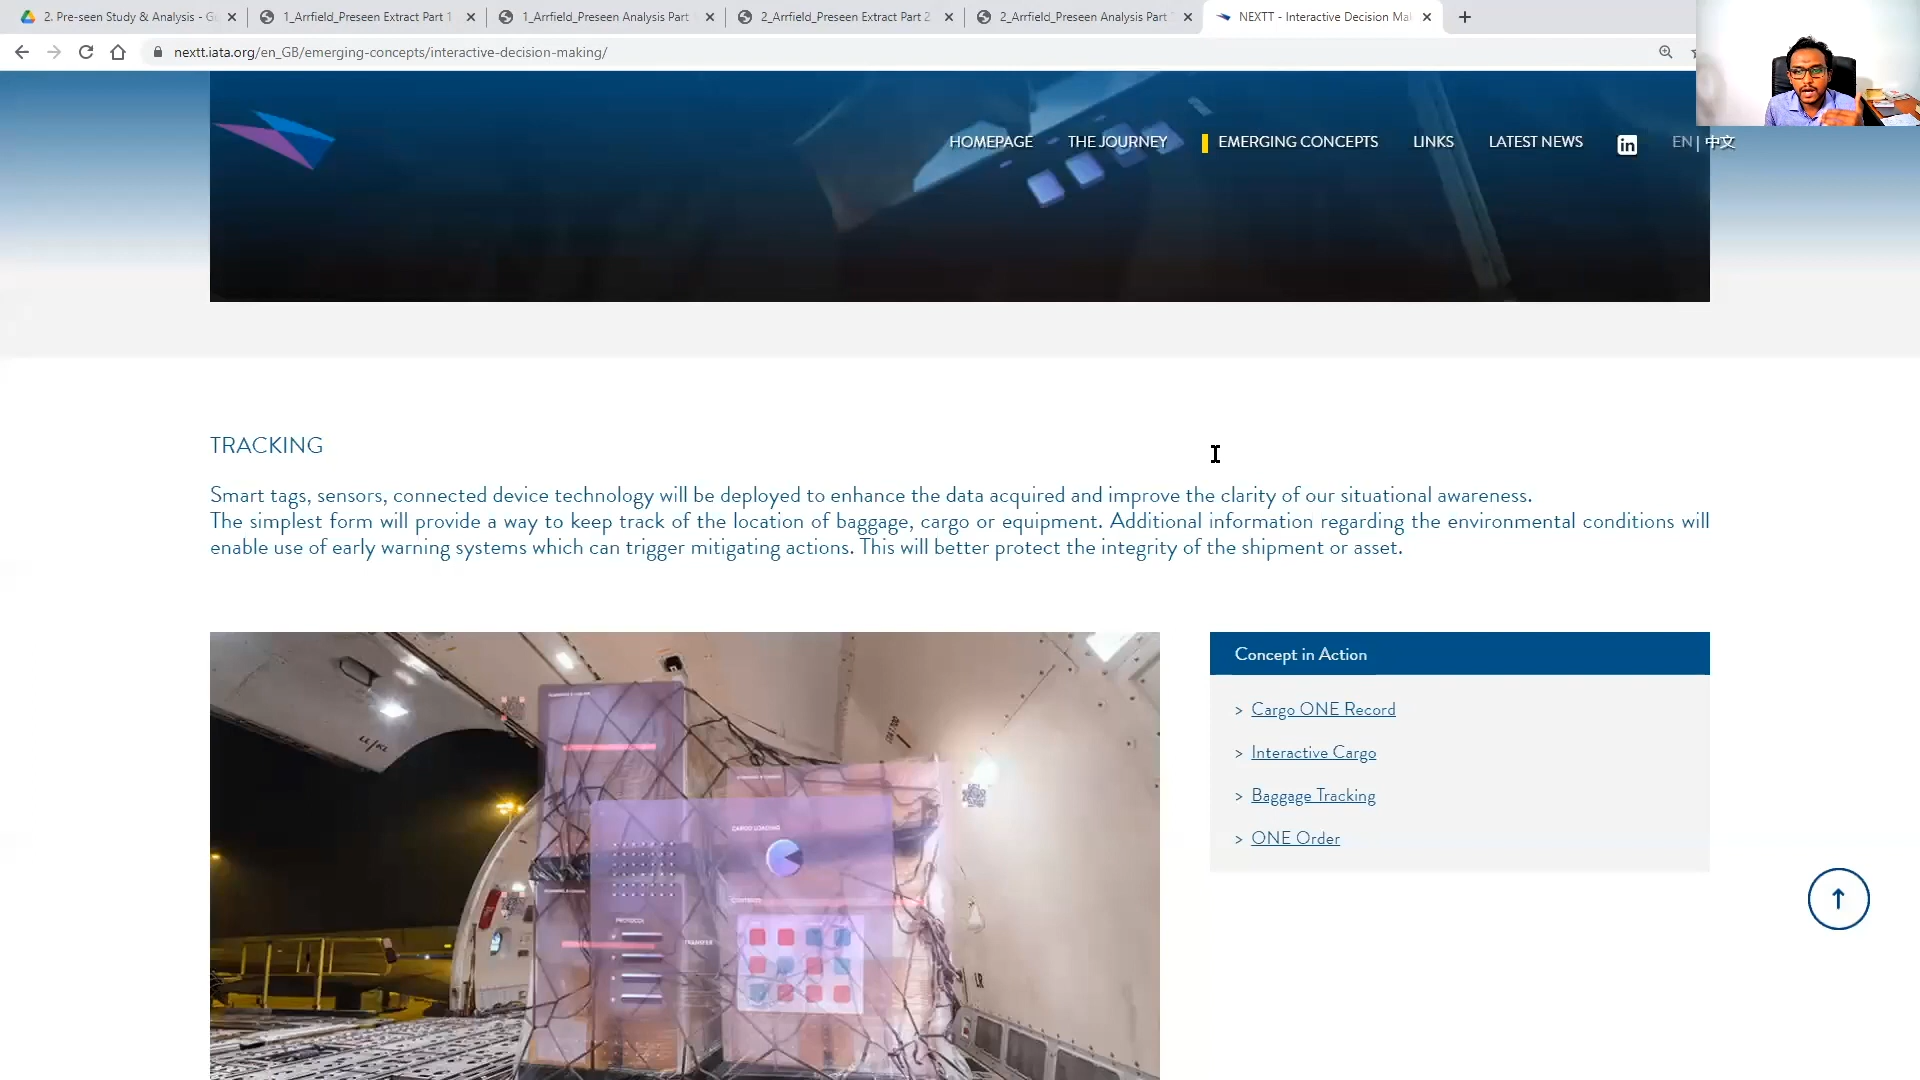 2. Pre-seen Study & Analysis - G
1_Arrfield_Preseen Extract Part 1
1_Arrfield_Preseen Analysis Part
2_Arrfield_Preseen Extract Part 2
2_Arrfield_Preseen Analysis Part
NEXTT - Interactive Decision Ma
nextt.iata.org/en_GB/emerging-concepts/interactive-decision-making/
HOMEPAGE THE JOURNEY EMERGING CONCEPTS LINKS LATEST NEWS in EN | 中文
TRACKING
Smart tags, sensors, connected device technology will be deployed to enhance the data acquired and improve the clarity of our situational awareness.
The simplest form will provide a way to keep track of the location of baggage, cargo or equipment. Additional information regarding the environmental conditions will
enable use of early warning systems which can trigger mitigating actions. This will better protect the integrity of the shipment or asset.
Concept in Action
> Cargo ONE Record
> Interactive Cargo
> Baggage Tracking
> ONE Order
CARGO LOADING
CONTENTS
PROTOCOL
TRANSFER